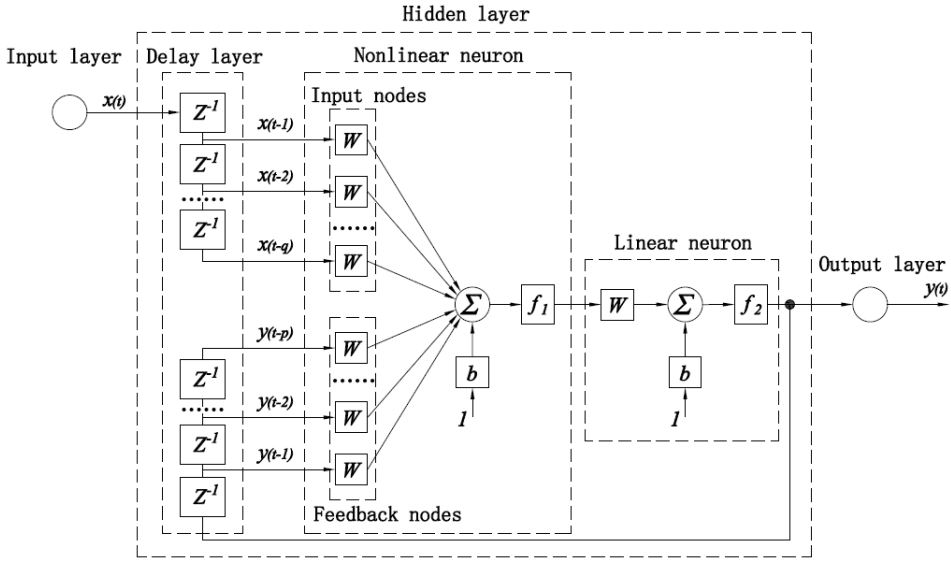 Hidden layer
Input layer
Delay layer
Nonlinear neuron
x(t)
Z⁻¹
Input nodes
x(t-1)
W
Z⁻¹
x(t-2)
W
......
......
Z⁻¹
x(t-q)
W
Linear neuron
Output layer
y(t)
Σ
f₁
W
Σ
f₂
y(t-p)
W
Z⁻¹
......
b
b
......
y(t-2)
W
1
1
Z⁻¹
y(t-1)
W
Z⁻¹
Feedback nodes